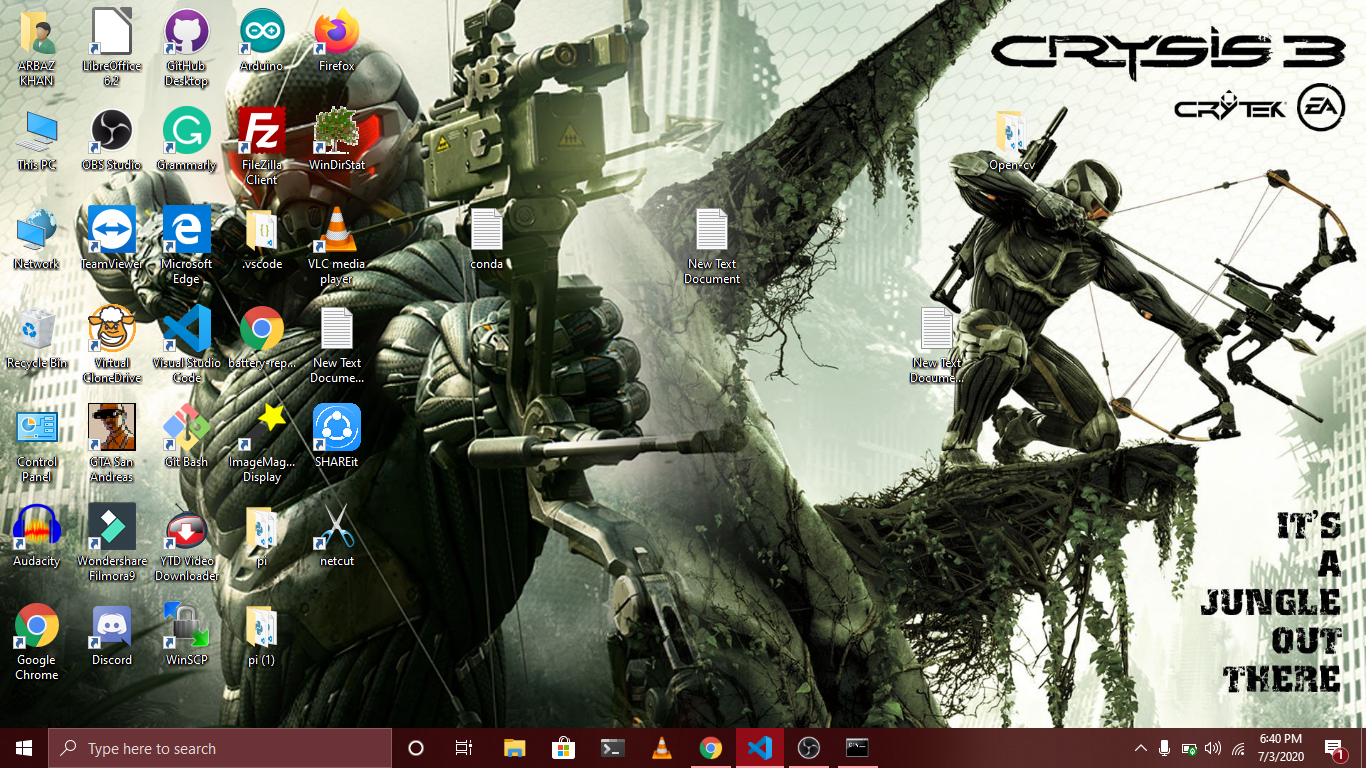 ARBAZ
KHAN
LibreOffice
6.2
GitHub
Desktop
Arduino
Firefox
This PC
OBS Studio
Grammarly
FileZilla
Client
WinDirStat
Network
TeamViewer
Microsoft
Edge
.vscode
VLC media
player
conda
New Text
Document
Recycle Bin
Virtual
CloneDrive
Visual Studio
Code
battery-rep...
New Text
Docume...
New Text
Docume...
Control
Panel
GTA San
Andreas
Git Bash
ImageMag...
Display
SHAREit
Audacity
Wondershare
Filmora9
YTD Video
Downloader
pi
netcut
Google
Chrome
Discord
WinSCP
pi (1)
Open-cv
CRYSIS 3
CRYTEK
EA
IT'S
A
JUNGLE
OUT
THERE
Type here to search
6:40 PM
7/3/2020
1